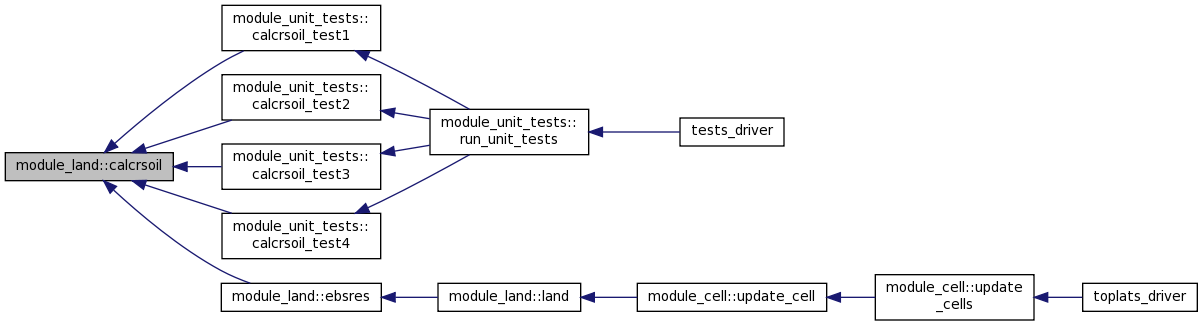 module_unit_tests::
calcrsoil_test1
module_unit_tests::
calcrsoil_test2
module_unit_tests::
run_unit_tests
tests_driver
module_land::calcrsoil
module_unit_tests::
calcrsoil_test3
module_unit_tests::
calcrsoil_test4
module_land::ebsres
module_land::land
module_cell::update_cell
module_cell::update
_cells
toplats_driver